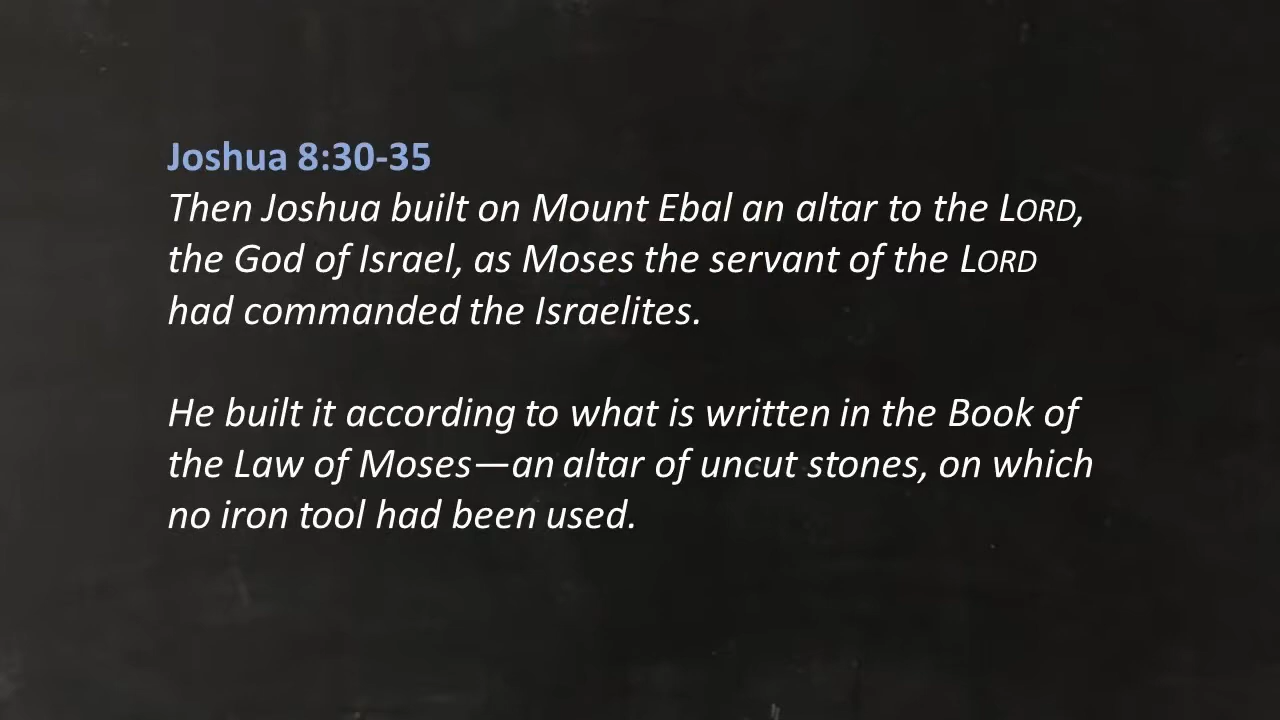 Joshua 8:30-35
Then Joshua built on Mount Ebal an altar to the LORD,
the God of Israel, as Moses the servant of the LORD
had commanded the Israelites.
He built it according to what is written in the Book of
the Law of Moses—an altar of uncut stones, on which
no iron tool had been used.